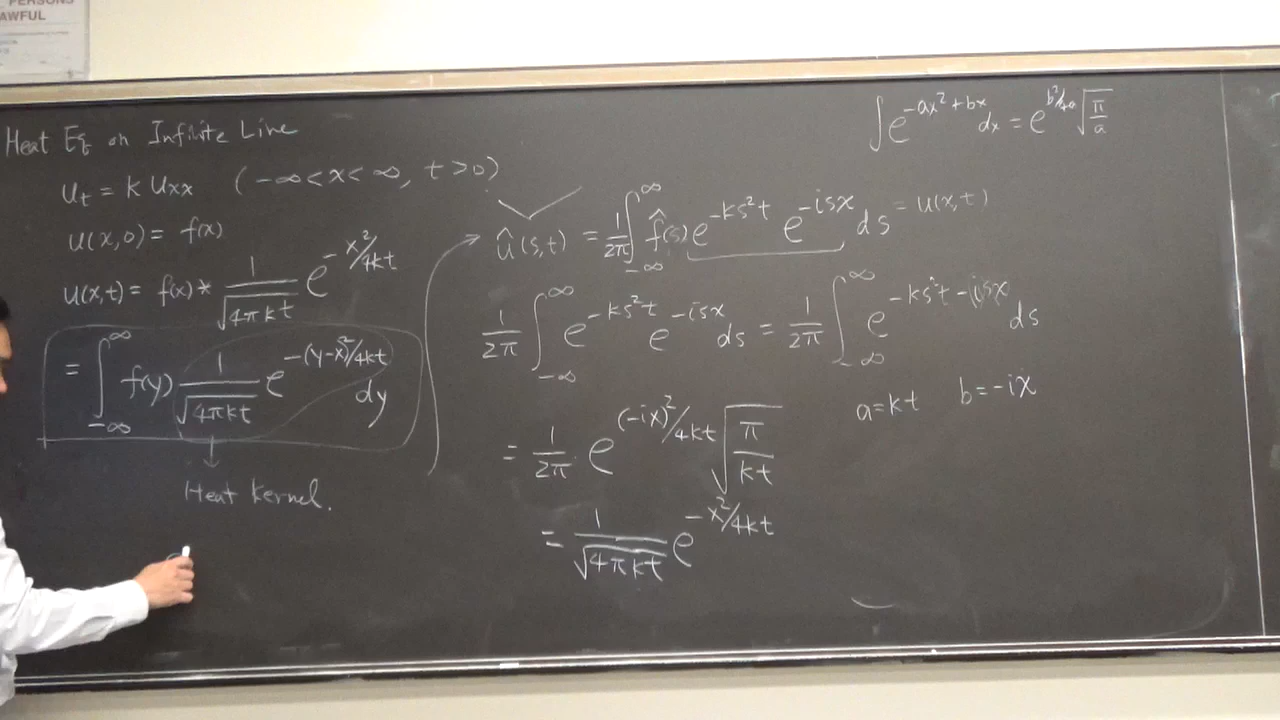 PERSONS
AWFUL
Heat Eq on Infinite Line
u_t = k u_xx (-∞<x<∞, t>0)
u(x,0) = f(x)
u(x,t) = f(x) * 1/√(4πkt) e^(-x²/4kt)
= ∫_{-∞}^{∞} f(y) 1/√(4πkt) e^(-(y-x)²/4kt) dy
↓
Heat Kernel.
∫ e^(-ax²+bx) dx = e^(b²/4a) √(π/a)
û(s,t) = 1/2π ∫_{-∞}^{∞} f̂(s) e^(-ks²t) e^(-isx) ds = u(x,t)
1/2π ∫_{-∞}^{∞} e^(-ks²t) e^(-isx) ds = 1/2π ∫_{-∞}^{∞} e^(-ks²t-isx) ds
a=kt b=-ix
= 1/2π e^((-ix)²/4kt) √(π/kt)
= 1/√(4πkt) e^(-x²/4kt)